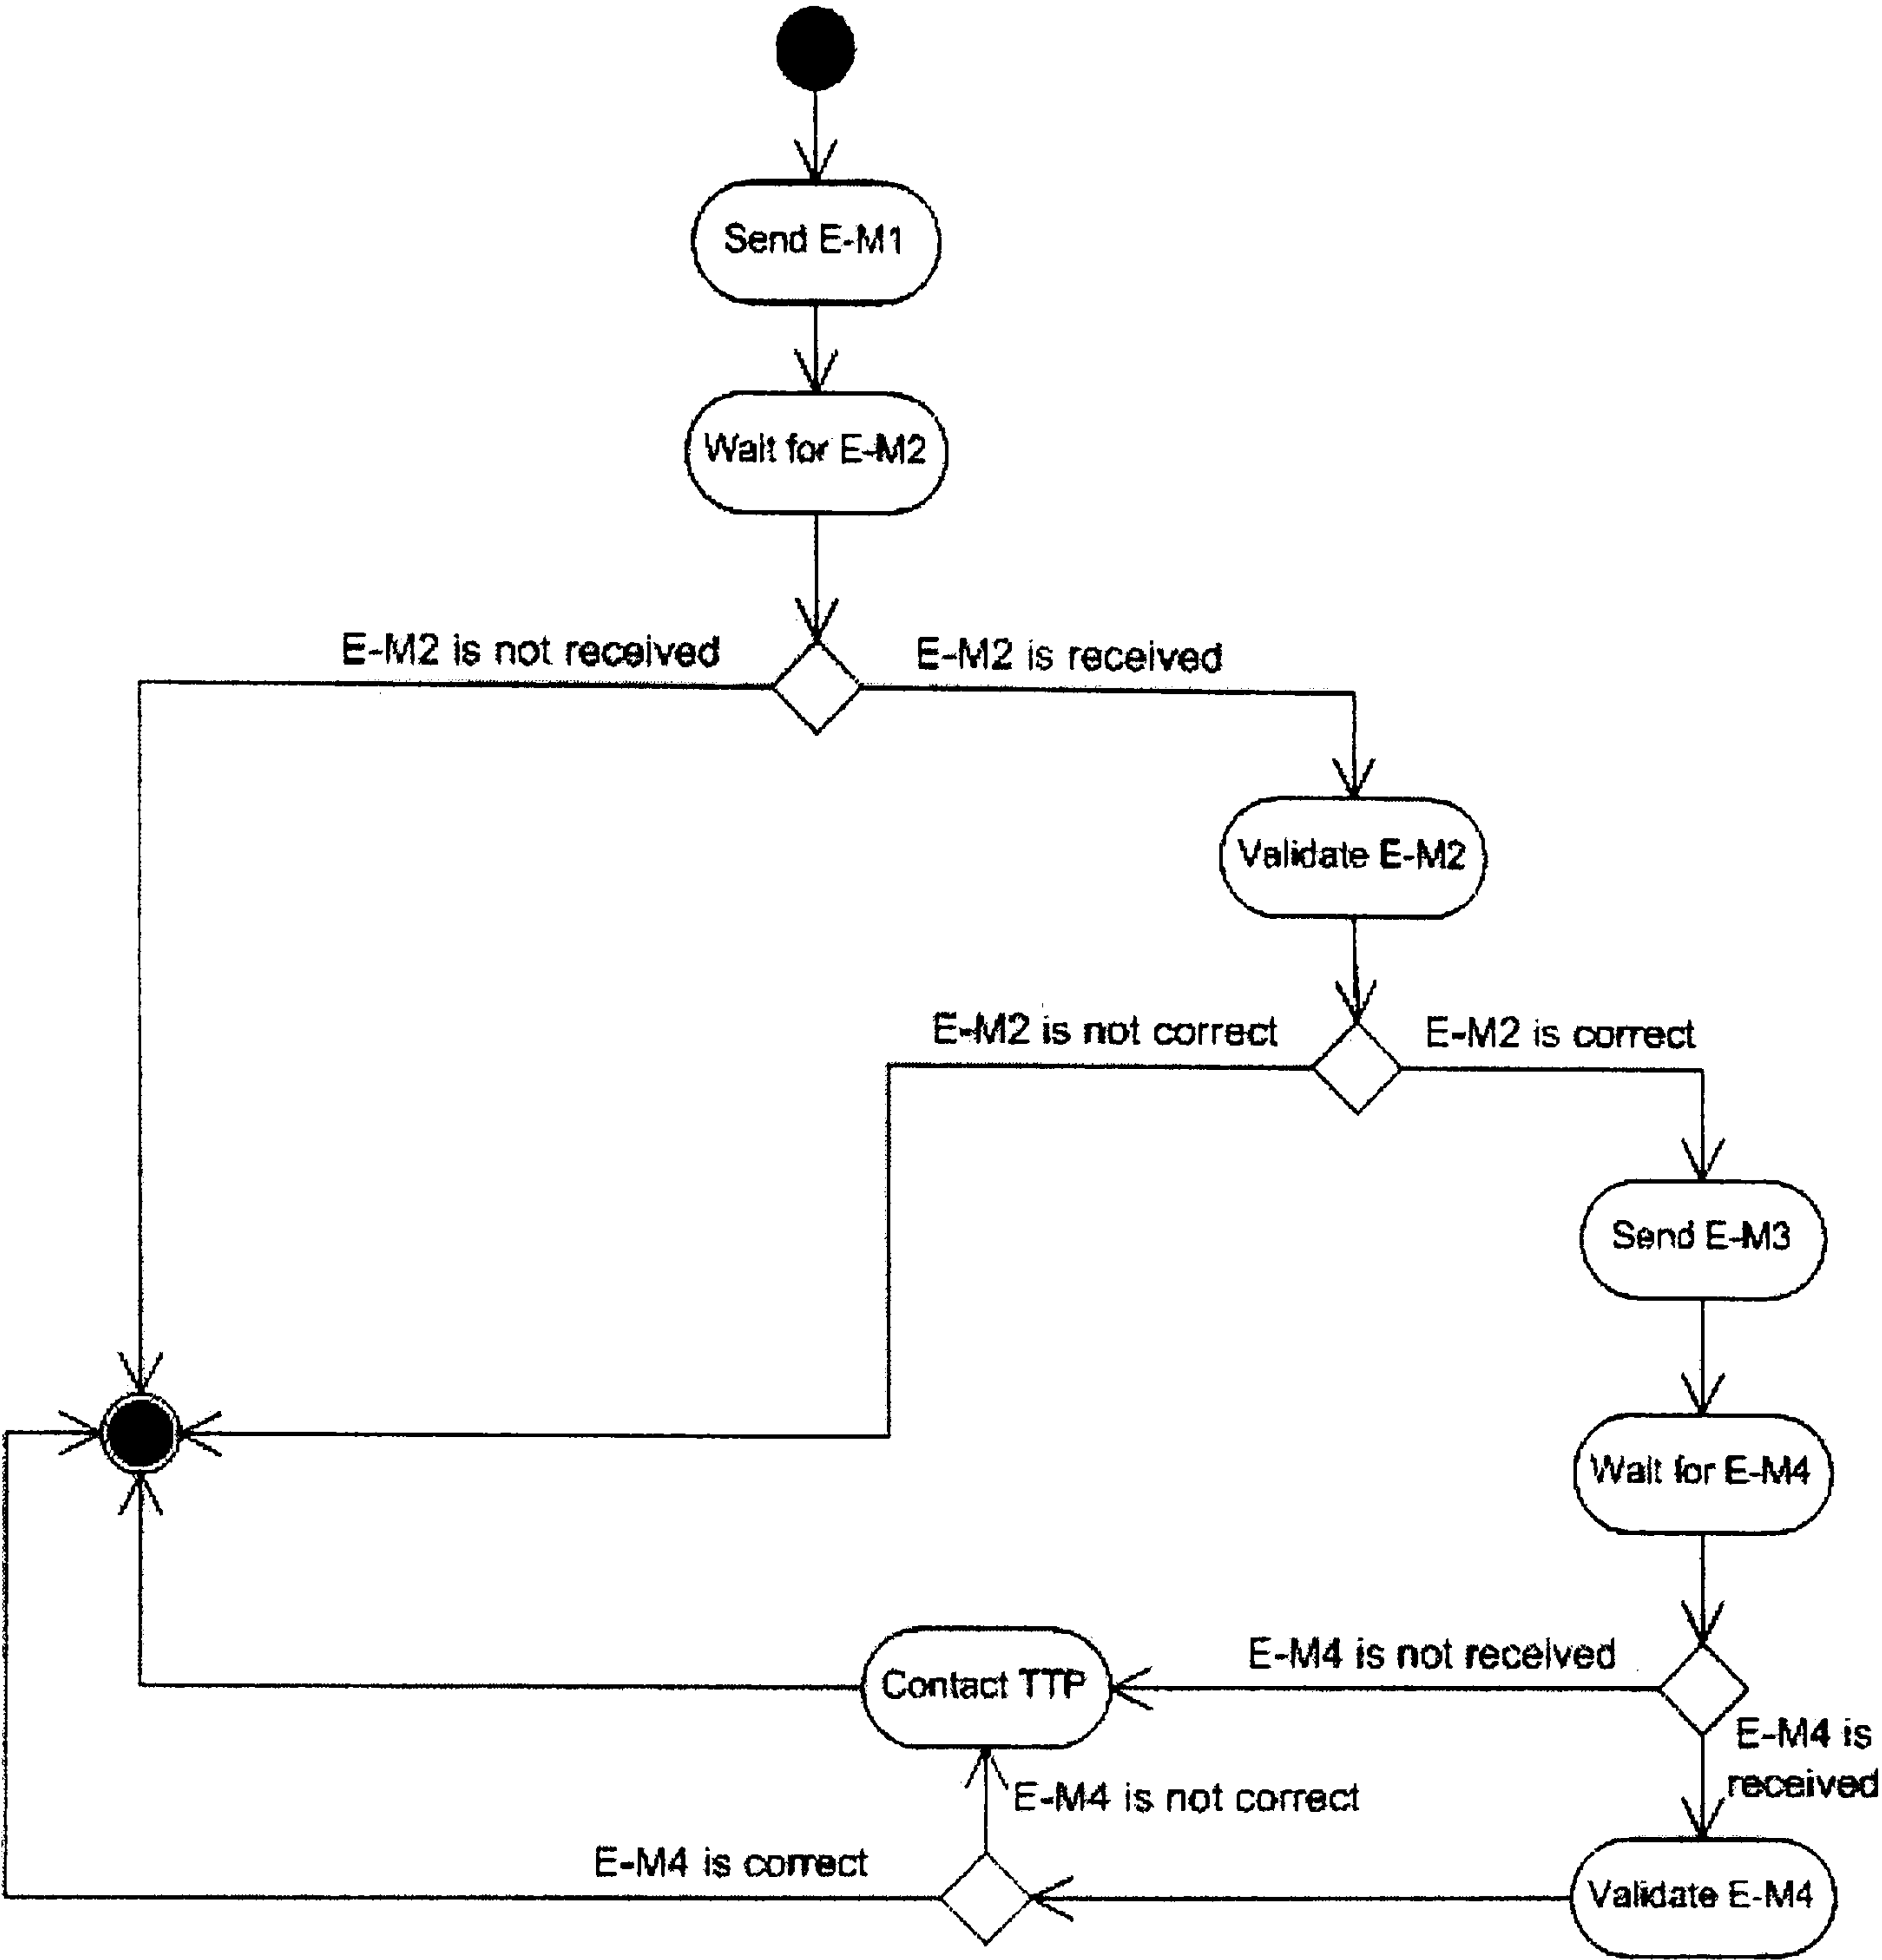 Send E-M1
Wait for E-M2
E-M2 is not received
E-M2 is received
Validate E-M2
E-M2 is not correct
E-M2 is correct
Send E-M3
Wait for E-M4
E-M4 is not received
Contact TTP
E-M4 is
received
E-M4 is not correct
E-M4 is correct
Validate E-M4